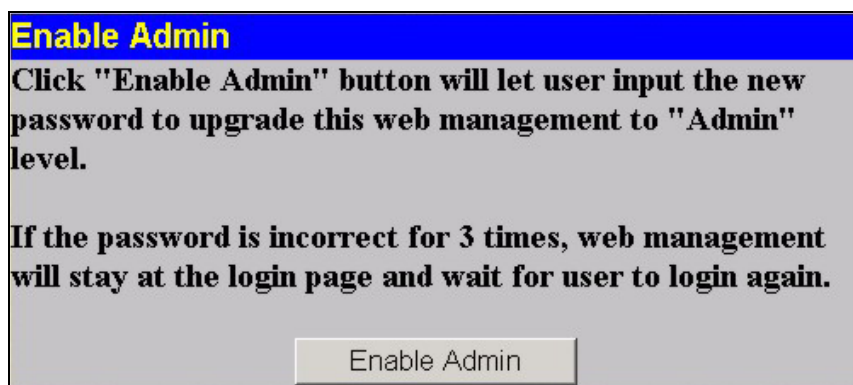 Enable Admin
Click "Enable Admin" button will let user input the new
password to upgrade this web management to "Admin"
level.
If the password is incorrect for 3 times, web management
will stay at the login page and wait for user to login again.
Enable Admin